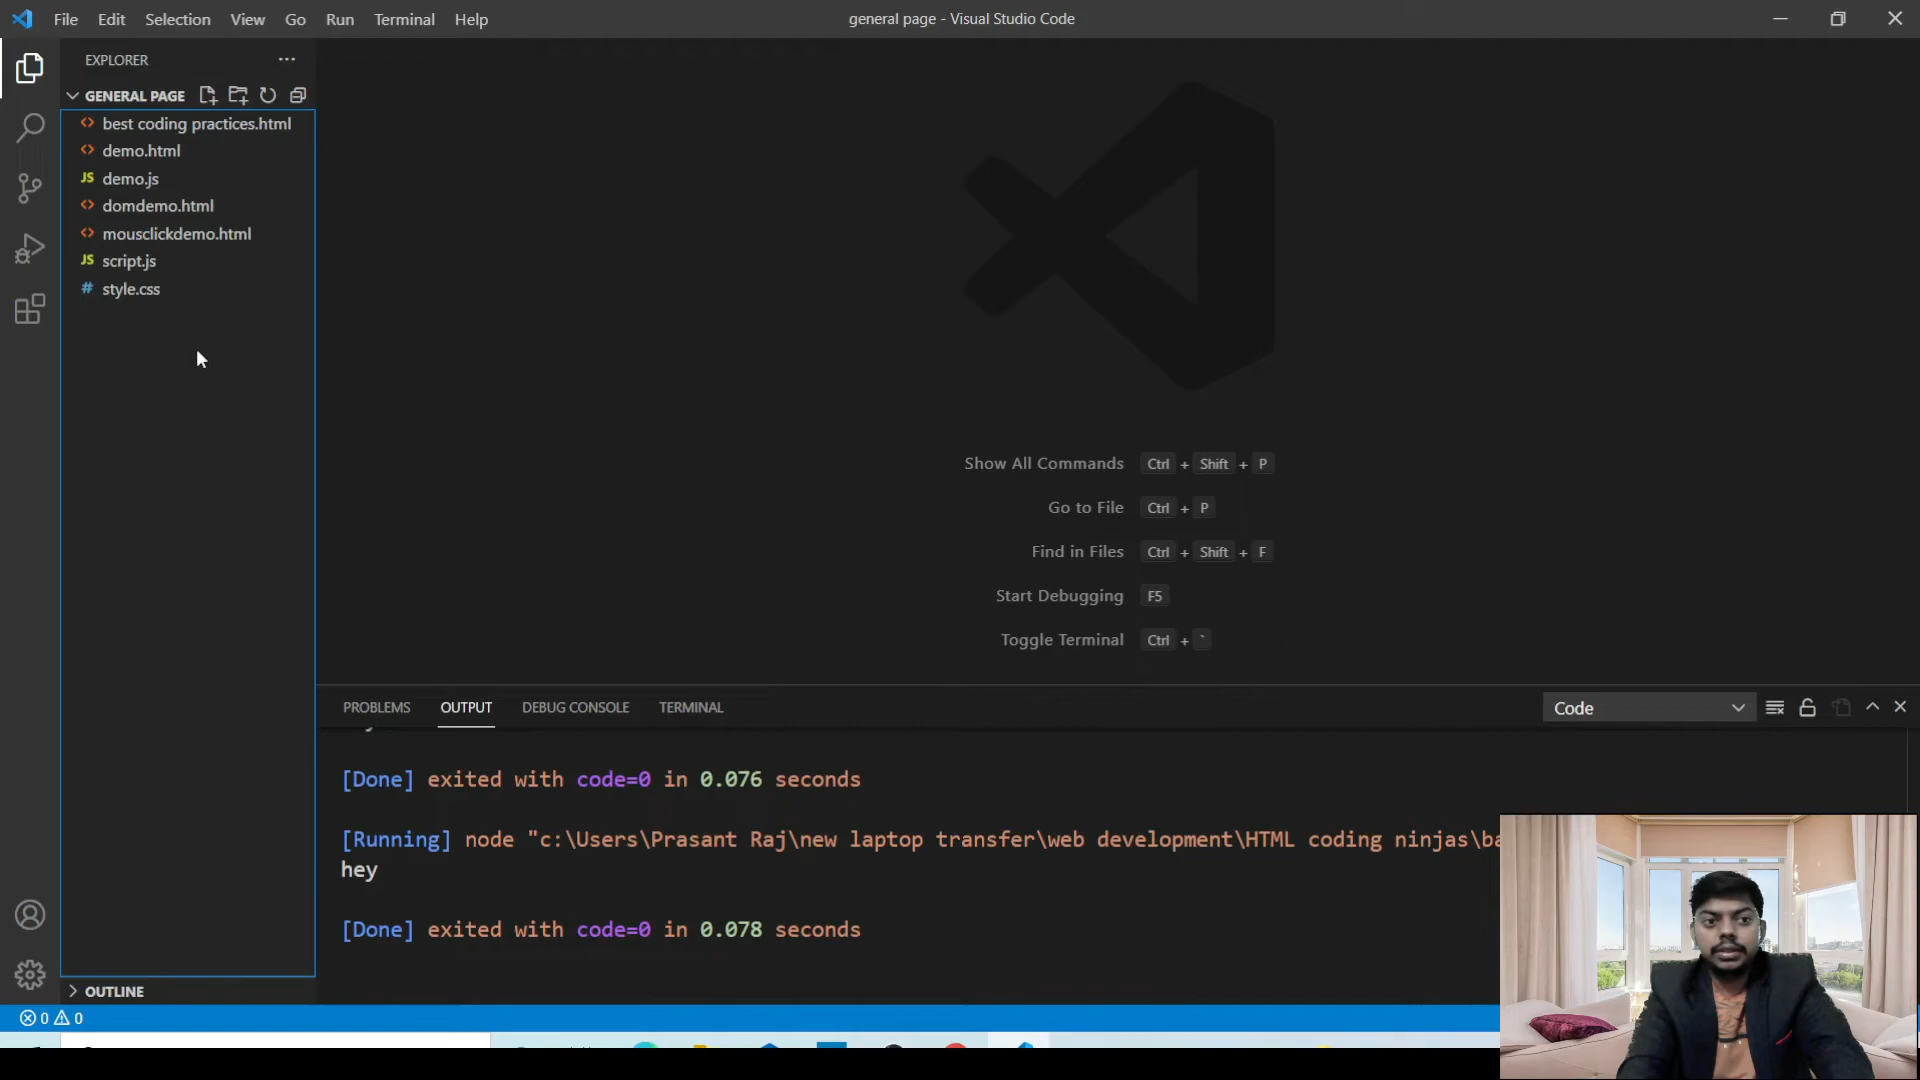 File Edit Selection View Go Run Terminal Help
general page - Visual Studio Code
EXPLORER
GENERAL PAGE
best coding practices.html
demo.html
JS demo.js
domdemo.html
mousclickdemo.html
JS script.js
# style.css
Show All Commands Ctrl + Shift + P
Go to File Ctrl + P
Find in Files Ctrl + Shift + F
Start Debugging F5
Toggle Terminal Ctrl + `
PROBLEMS OUTPUT DEBUG CONSOLE TERMINAL
Code
[Done] exited with code=0 in 0.076 seconds
[Running] node "c:\Users\Prasant Raj\new laptop transfer\web development\HTML coding ninjas\ba
hey
[Done] exited with code=0 in 0.078 seconds
OUTLINE
0 0